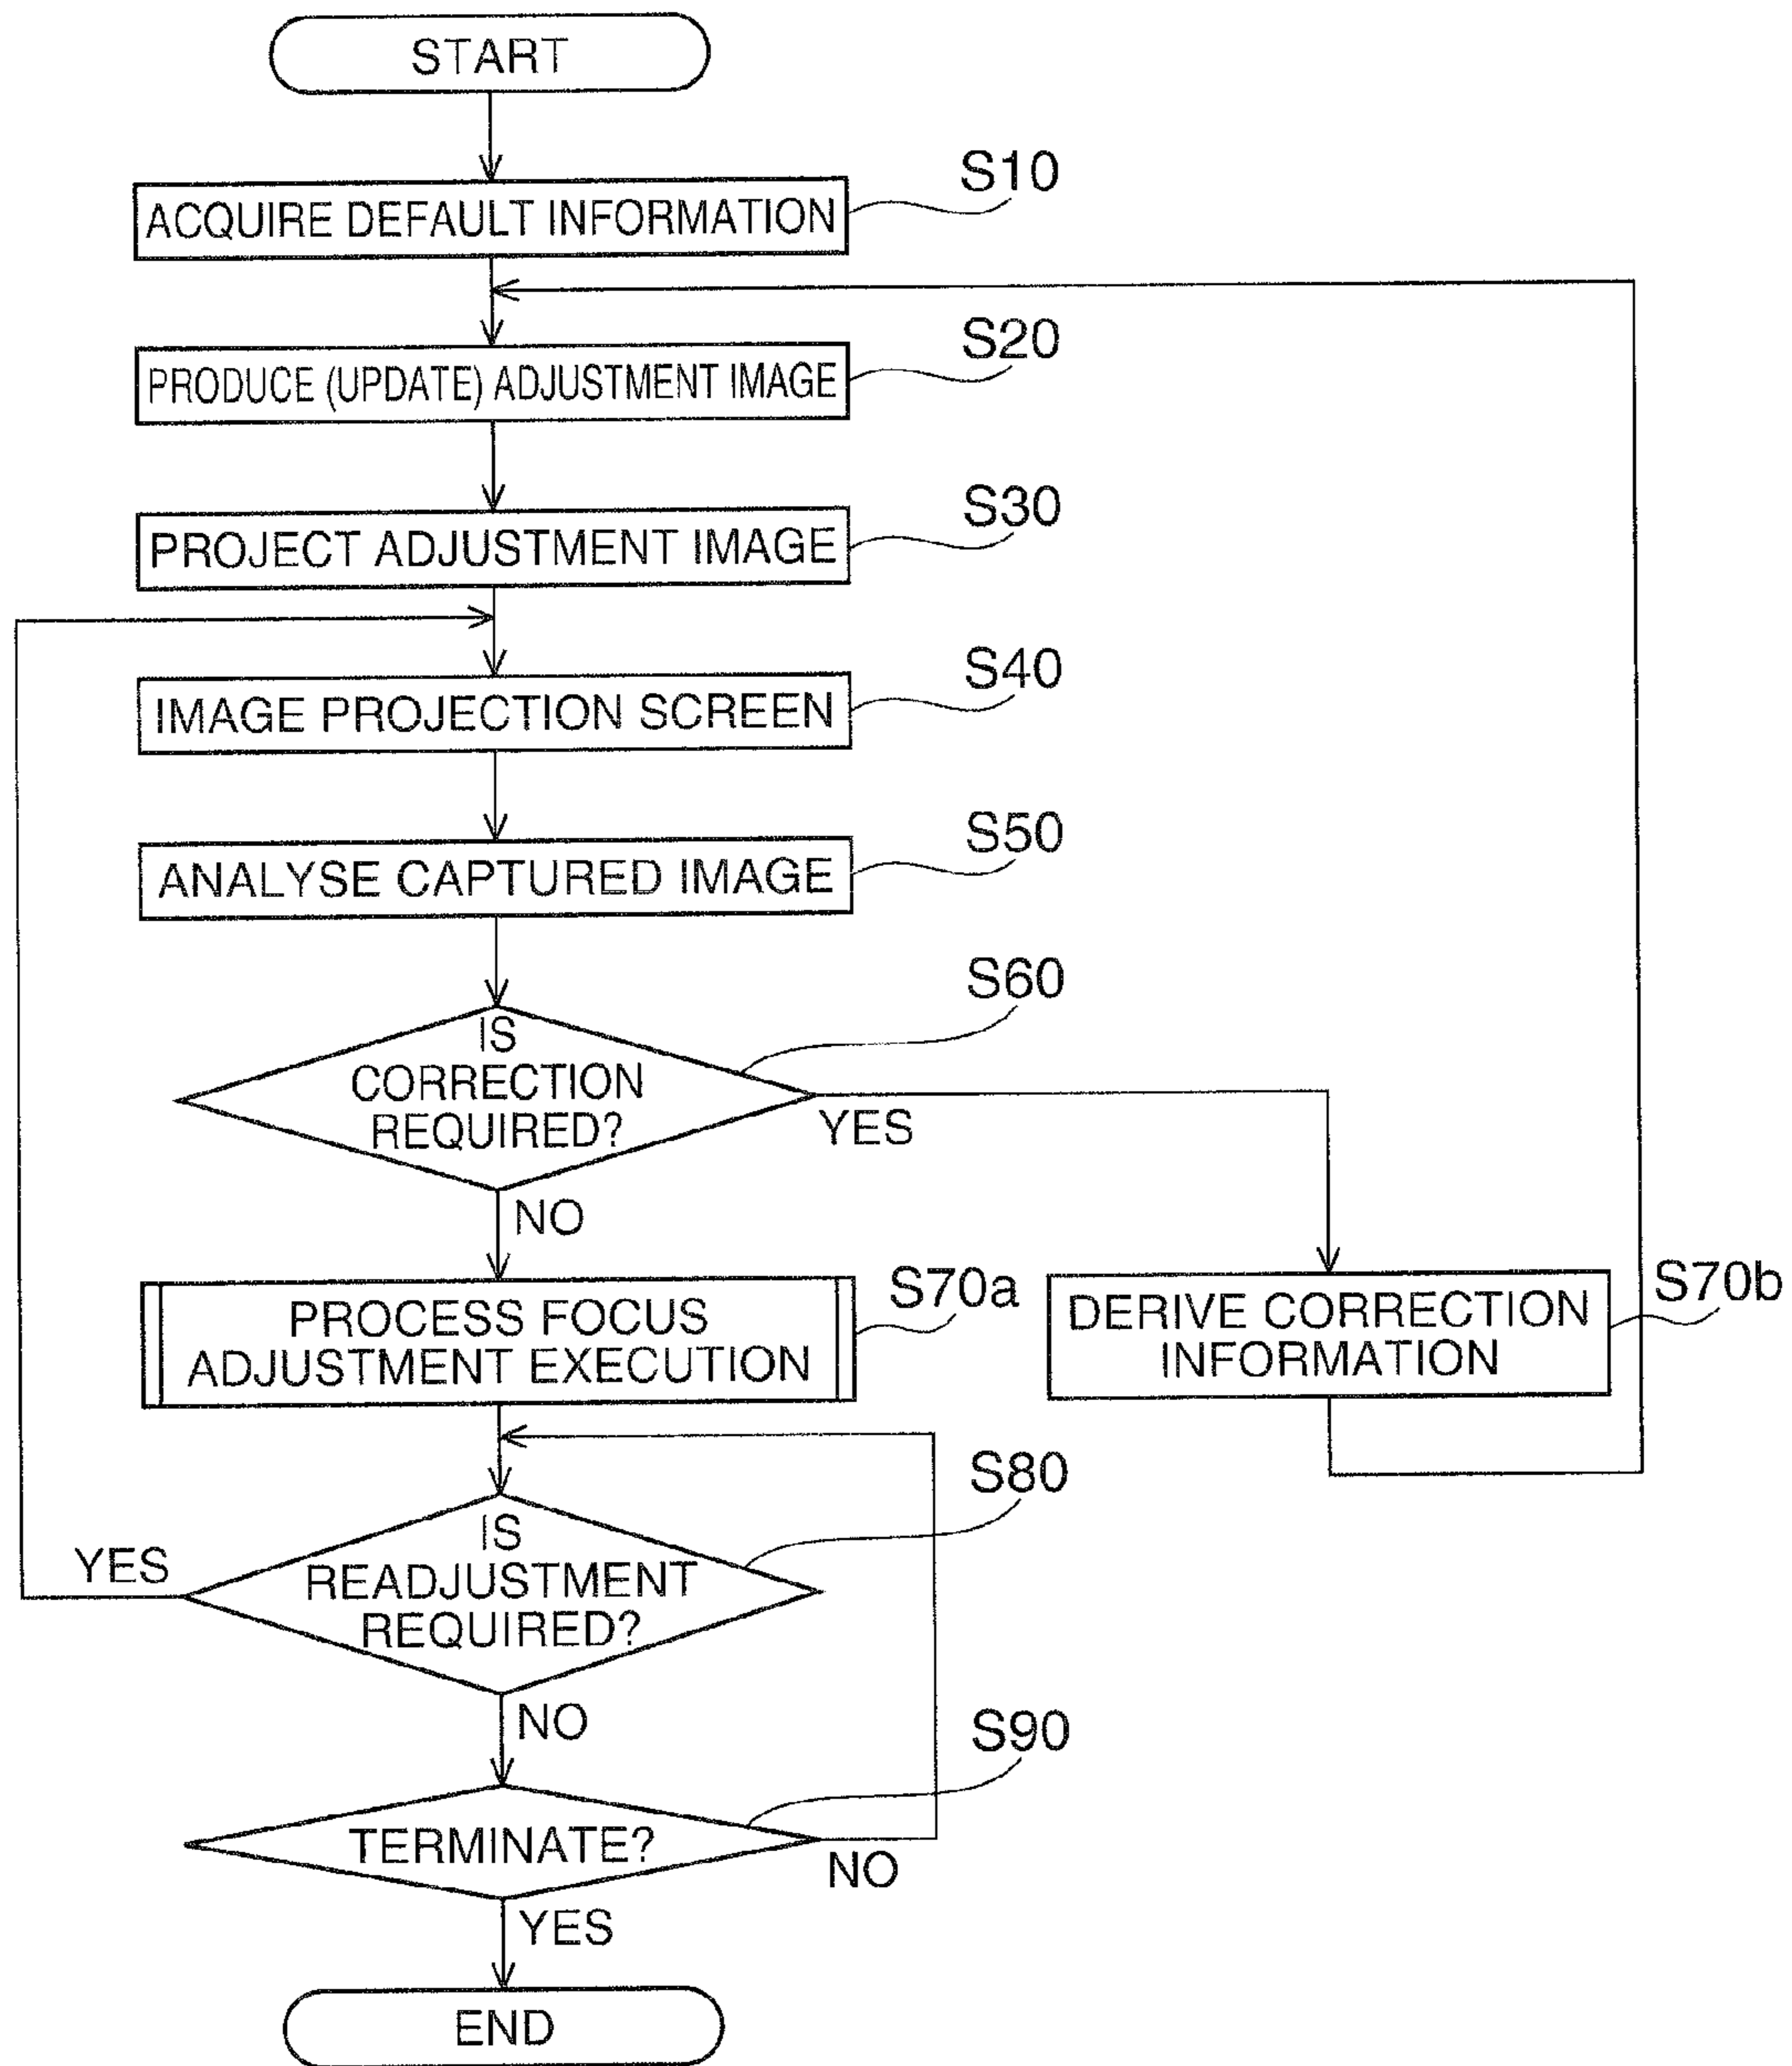 START
S10
ACQUIRE DEFAULT INFORMATION
S20
PRODUCE (UPDATE) ADJUSTMENT IMAGE
S30
PROJECT ADJUSTMENT IMAGE
S40
IMAGE PROJECTION SCREEN
S50
ANALYSE CAPTURED IMAGE
S60
IS
CORRECTION
REQUIRED?
YES
NO
S70a
PROCESS FOCUS
ADJUSTMENT EXECUTION
S70b
DERIVE CORRECTION
INFORMATION
S80
IS
READJUSTMENT
REQUIRED?
YES
NO
S90
TERMINATE?
NO
YES
END